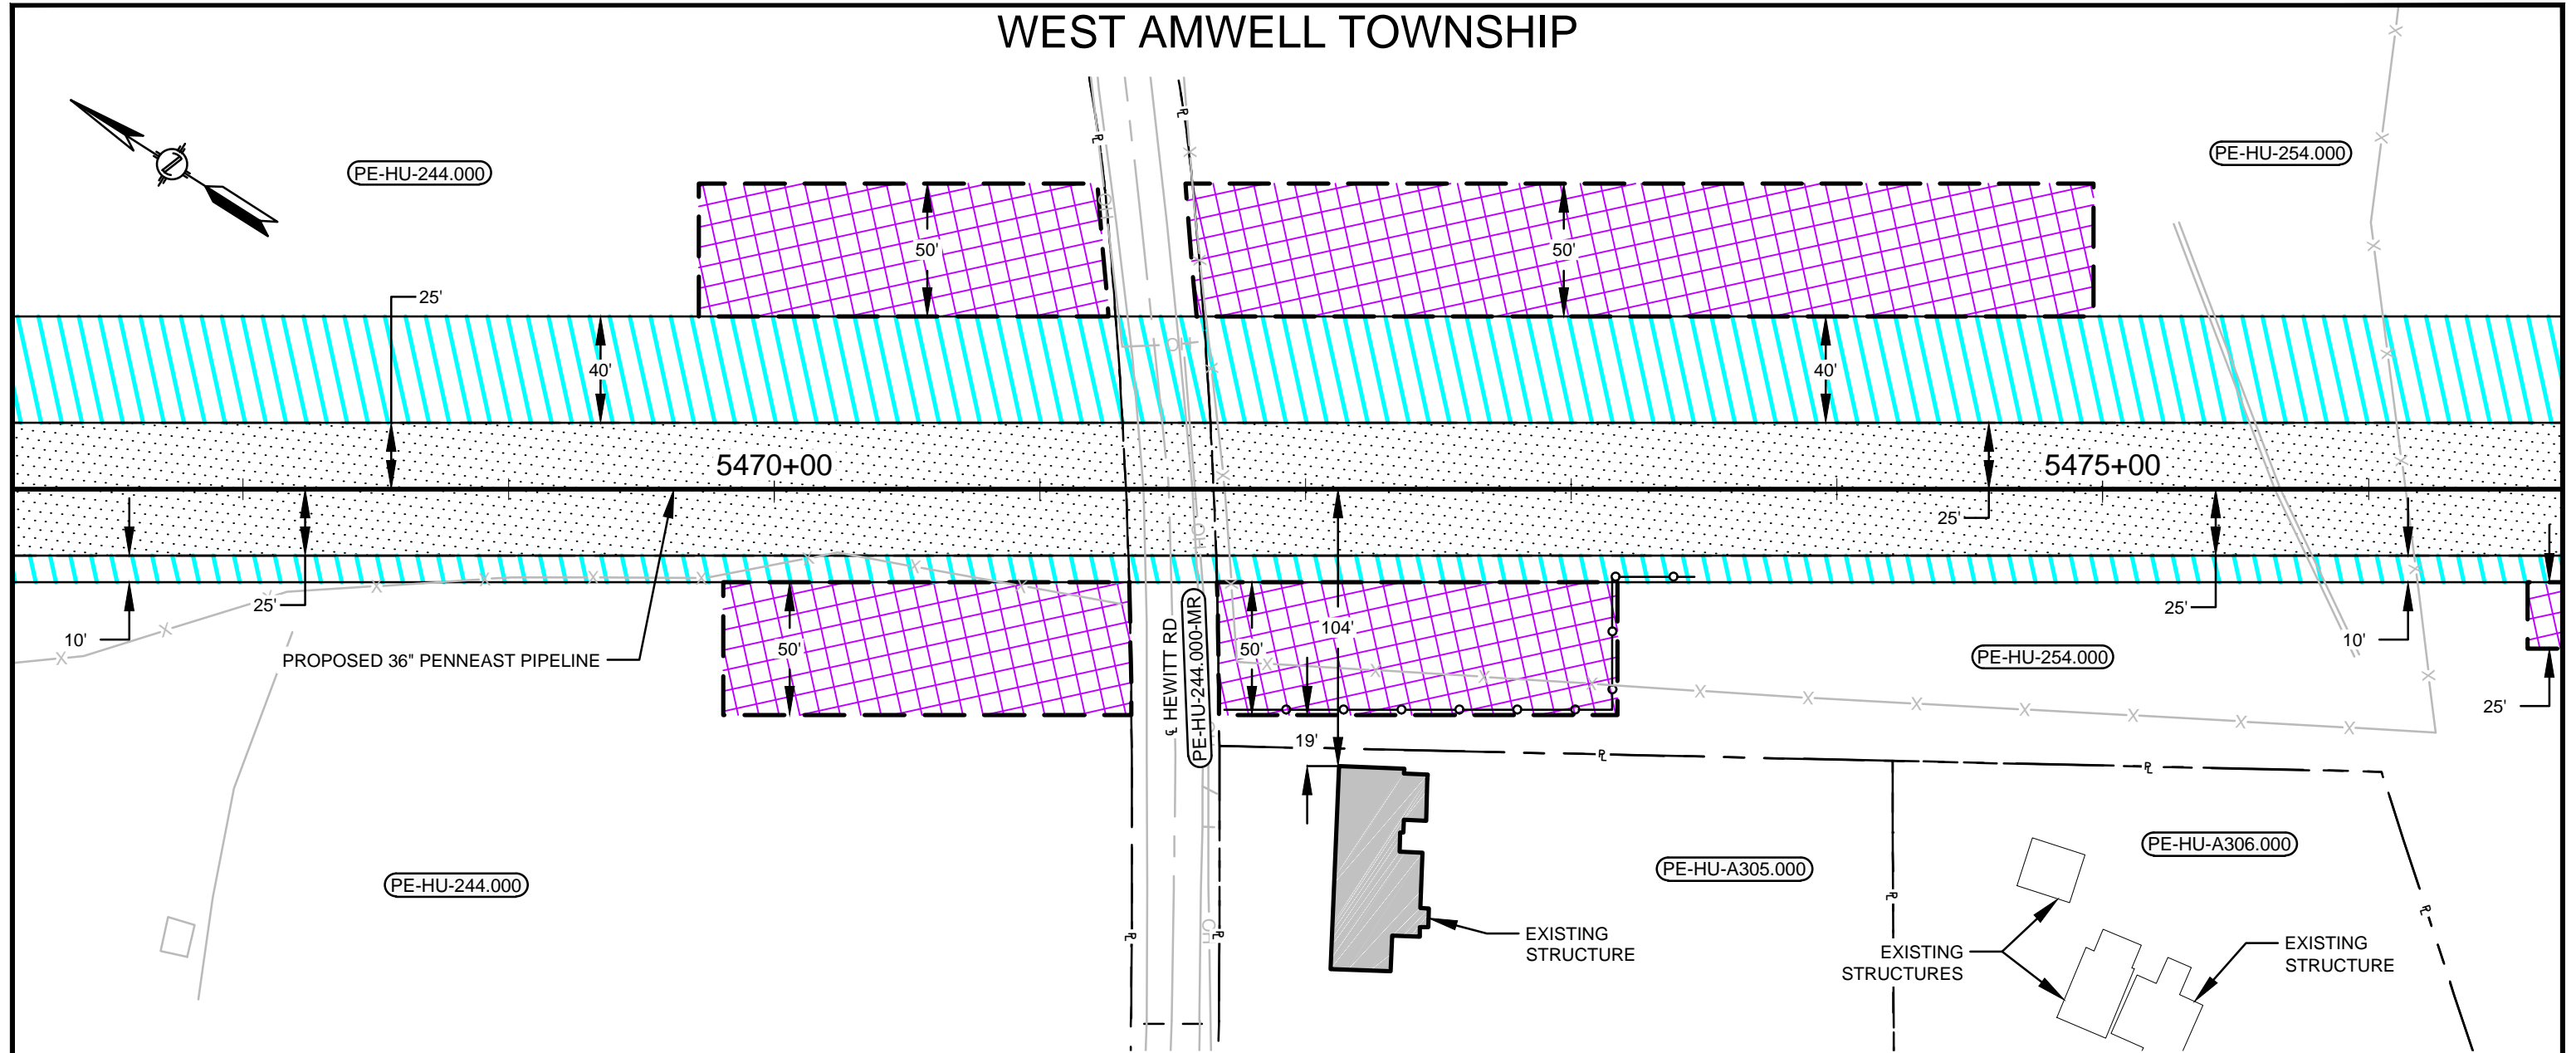 WEST AMWELL TOWNSHIP
PE-HU-244.000
PE-HU-254.000
50'
50'
25'
40'
40'
OH
5470+00
5475+00
25'
25'
10'
PROPOSED 36" PENNEAST PIPELINE
50'
HEWITT RD
PE-HU-244.000-MR
50'
104'
19'
PE-HU-254.000
25'
10'
25'
PE-HU-244.000
PE-HU-A305.000
PE-HU-A306.000
EXISTING
STRUCTURE
EXISTING
STRUCTURES
EXISTING
STRUCTURE